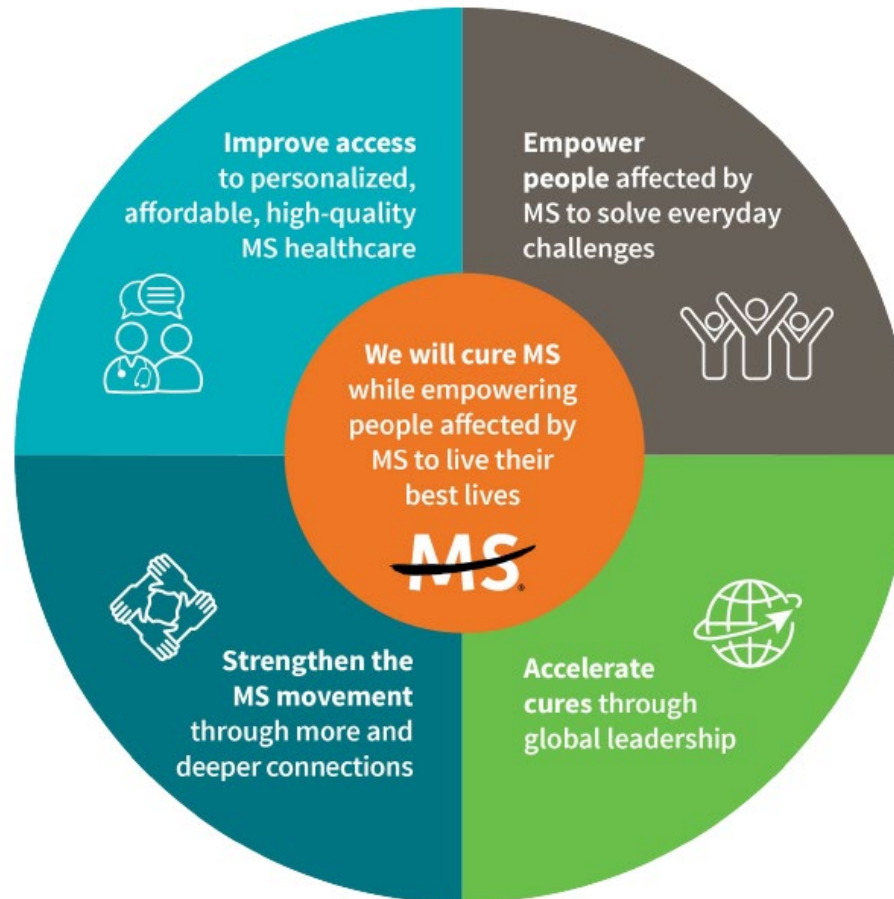 Improve access
to personalized,
affordable, high-quality
MS healthcare
Empower
people affected by
MS to solve everyday
challenges
We will cure MS
while empowering
people affected by
MS to live their
best lives
MS®
Strengthen the
MS movement
through more and
deeper connections
Accelerate
cures through
global leadership